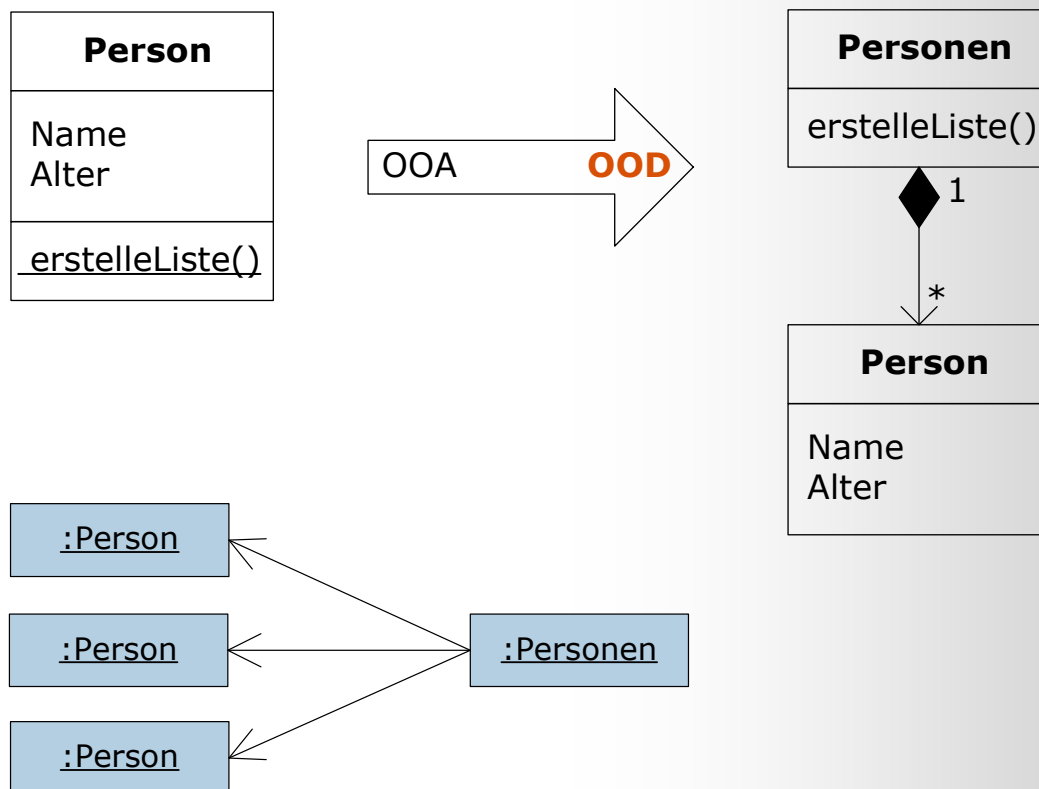 Person
Name
Alter
erstelleListe()
OOA OOD
Personen
erstelleListe()
1
*
Person
Name
Alter
:Person
:Person
:Personen
:Person